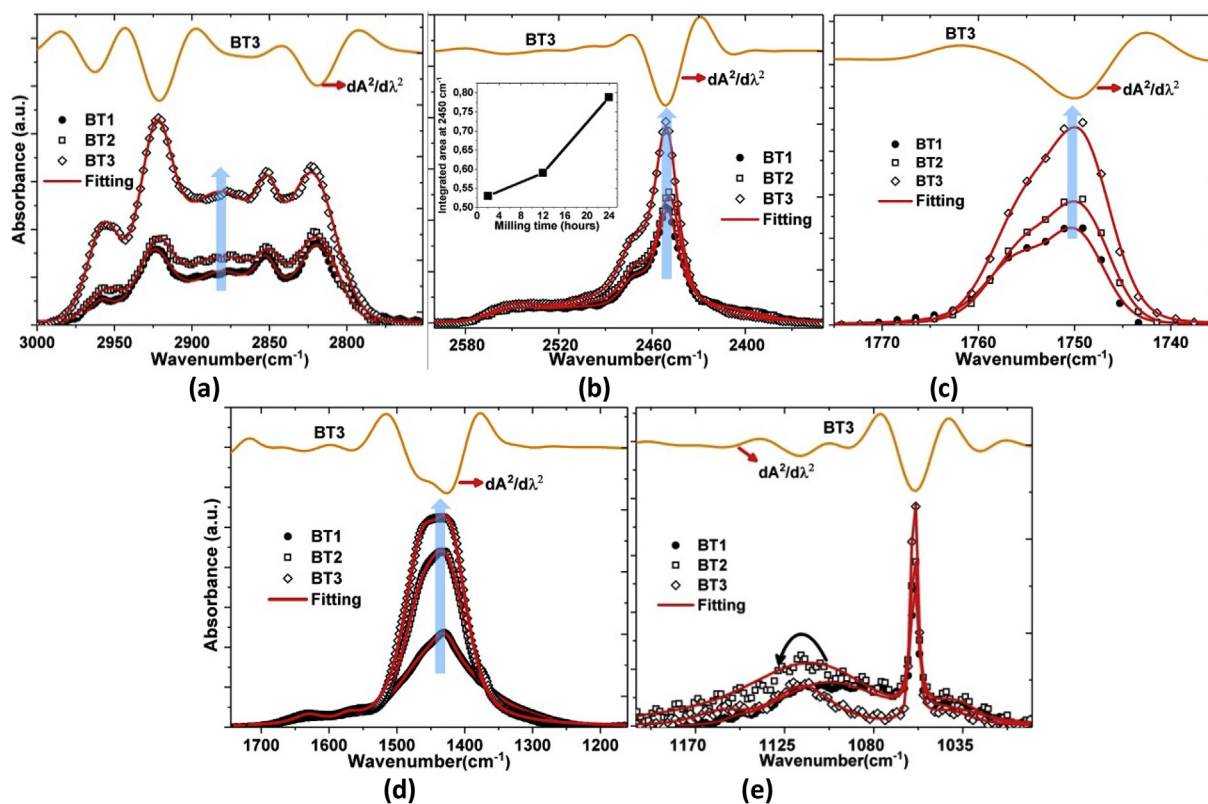 BT3
dA²/dλ²
BT1
BT2
BT3
Fitting
Absorbance (a.u.)
3000 2950 2900 2850 2800
Wavenumber(cm⁻¹)
(a)
BT3
dA²/dλ²
Integrated area at 2450 cm⁻¹
0,80
0,75
0,70
0,65
0,60
0,55
0,50
0 4 8 12 16 20 24
Milling time (hours)
BT1
BT2
BT3
Fitting
2580 2520 2460 2400
Wavenumber(cm⁻¹)
(b)
BT3
dA²/dλ²
BT1
BT2
BT3
Fitting
1770 1760 1750 1740
Wavenumber(cm⁻¹)
(c)
BT3
dA²/dλ²
BT1
BT2
BT3
Fitting
Absorbance (a.u.)
1700 1600 1500 1400 1300 1200
Wavenumber(cm⁻¹)
(d)
BT3
dA²/dλ²
BT1
BT2
BT3
Fitting
1170 1125 1080 1035
Wavenumber(cm⁻¹)
(e)